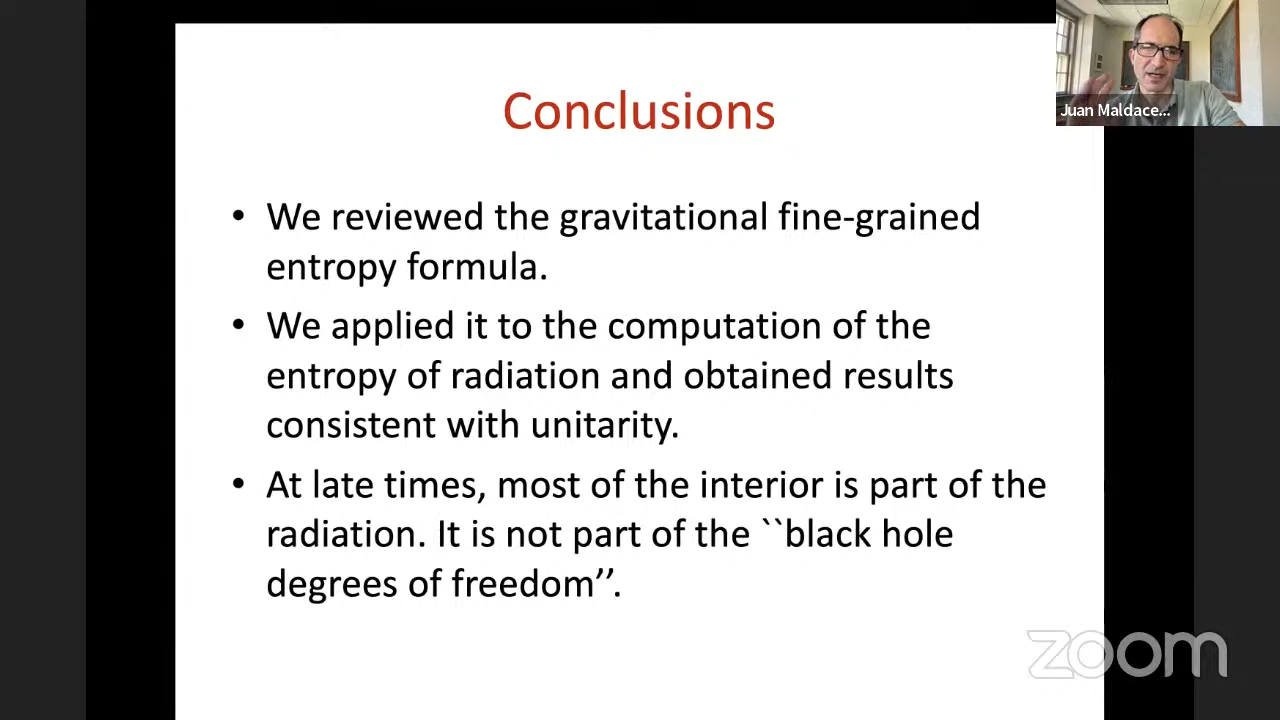 Conclusions
Juan Maldace...
• We reviewed the gravitational fine-grained
entropy formula.
• We applied it to the computation of the
entropy of radiation and obtained results
consistent with unitarity.
• At late times, most of the interior is part of the
radiation. It is not part of the ``black hole
degrees of freedom’’.
zoom